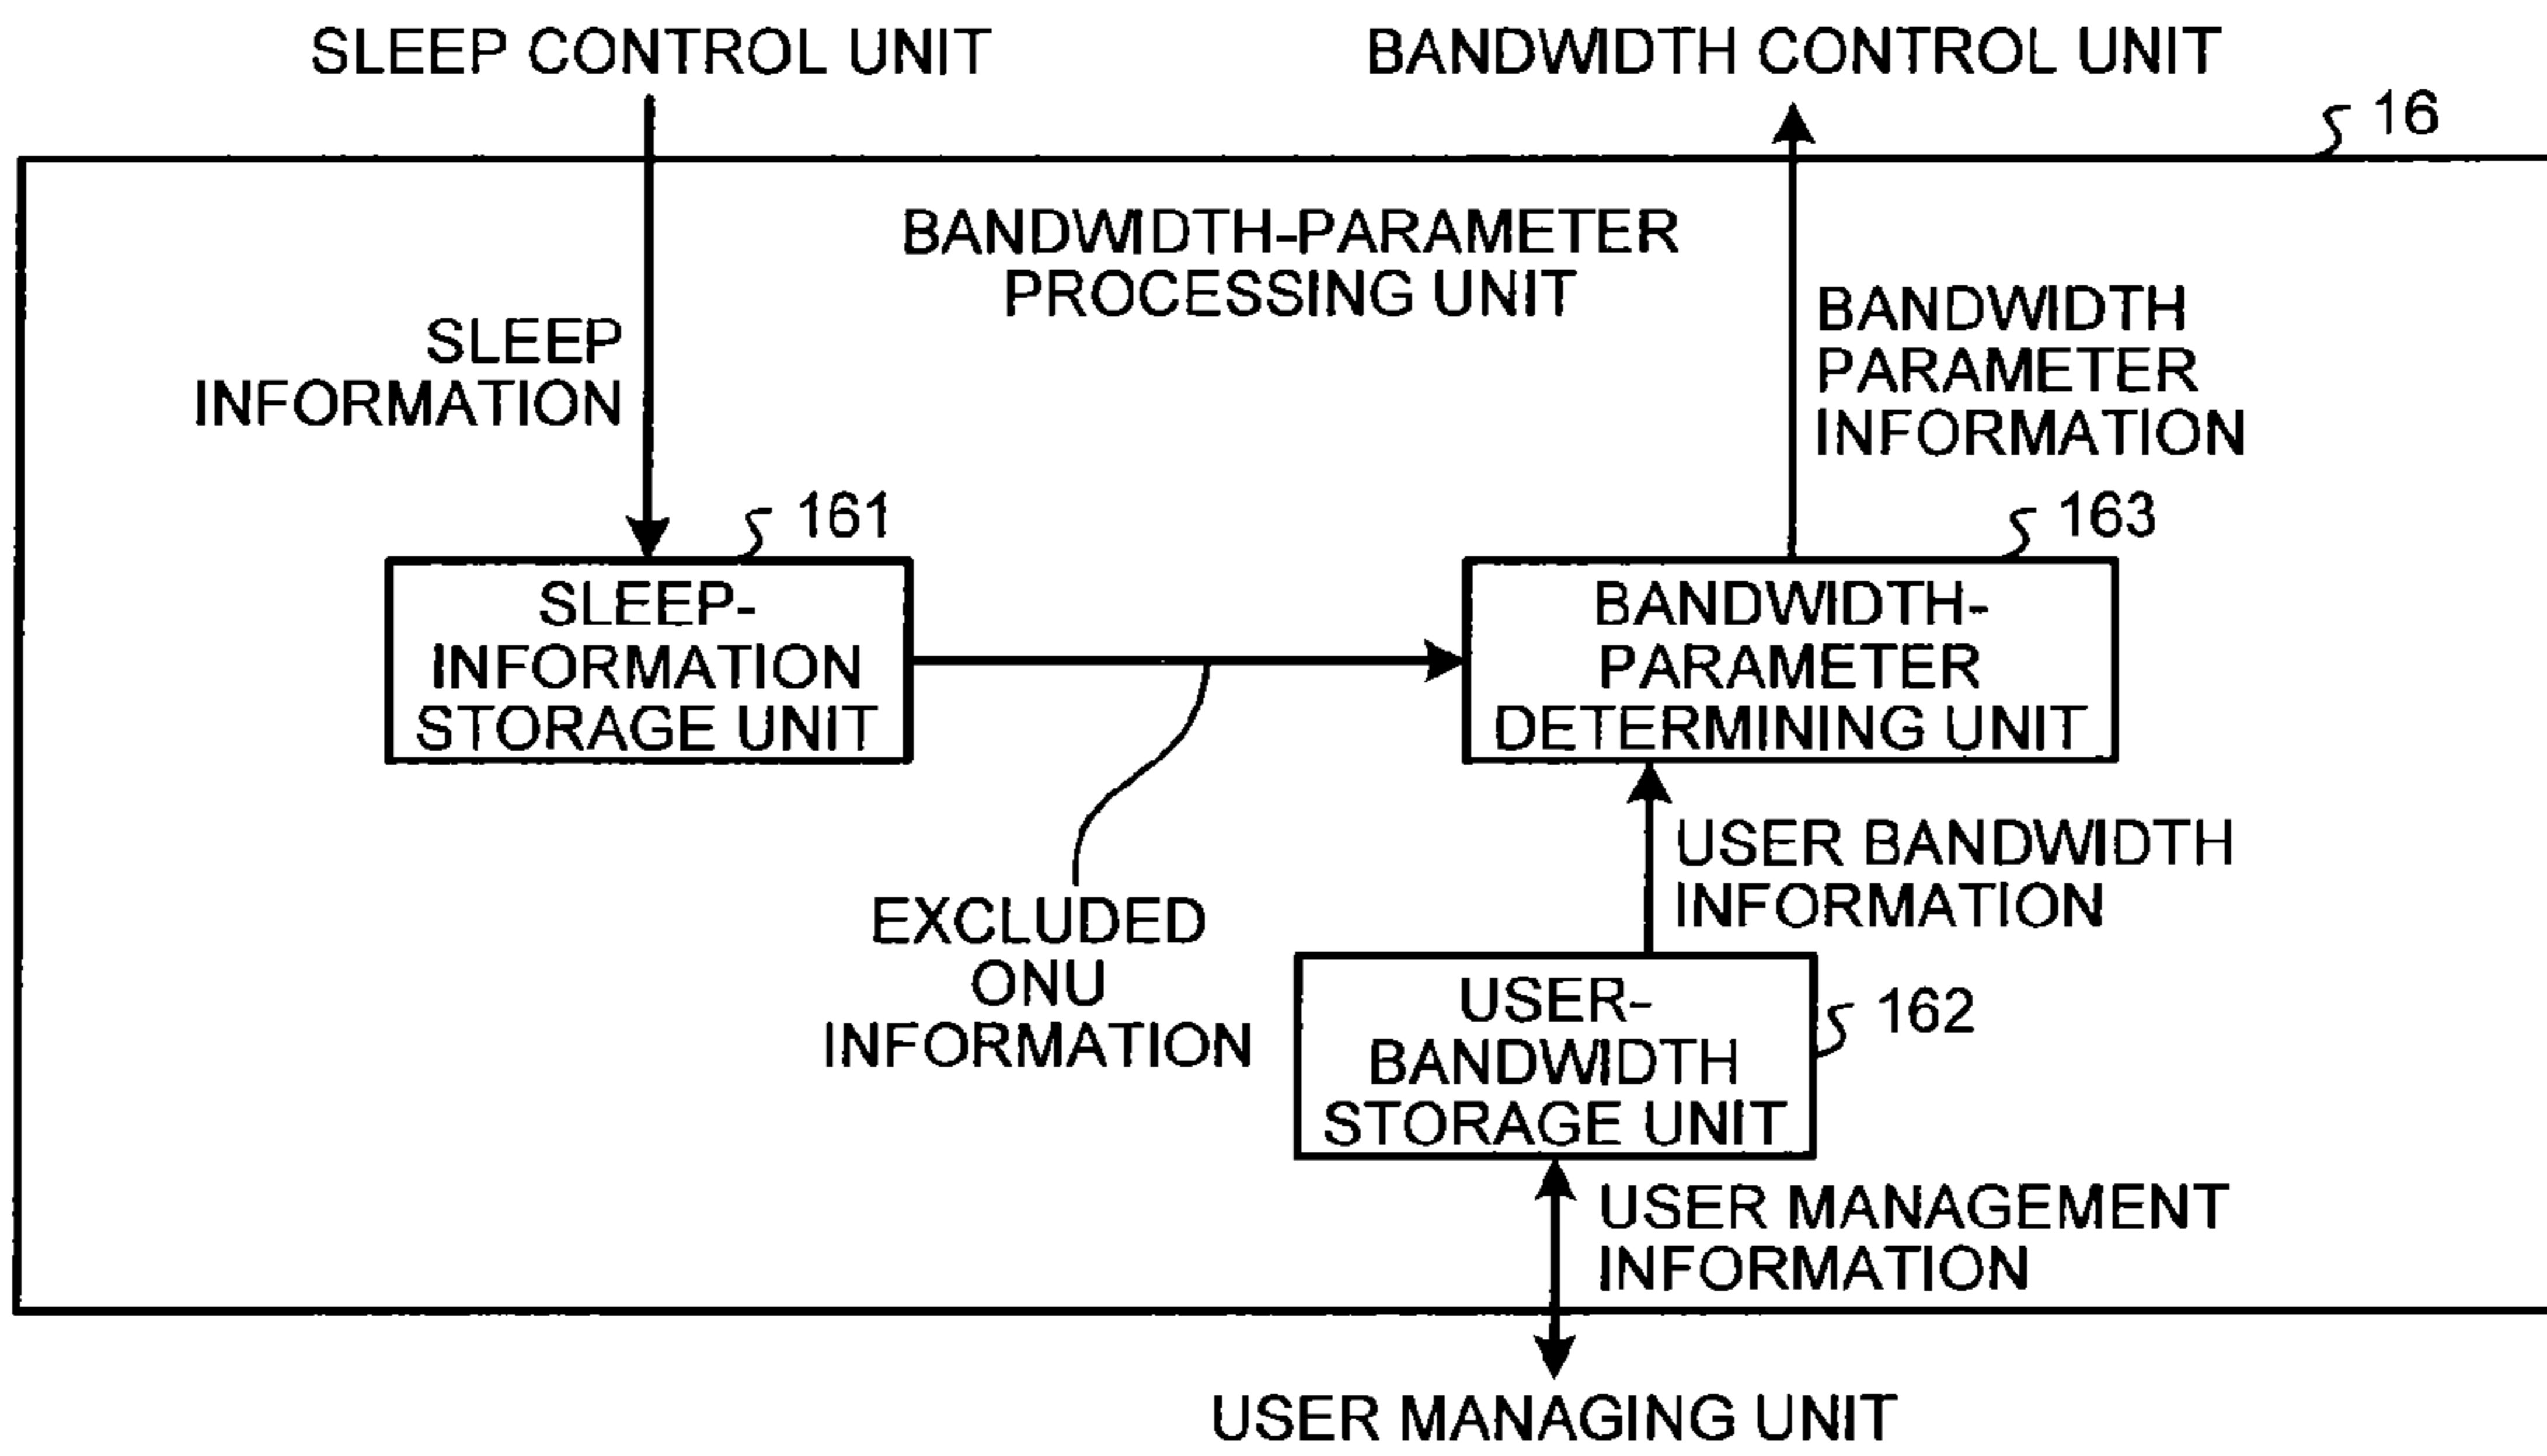 SLEEP CONTROL UNIT
BANDWIDTH CONTROL UNIT
16
BANDWIDTH-PARAMETER
PROCESSING UNIT
SLEEP
INFORMATION
BANDWIDTH
PARAMETER
INFORMATION
161
163
SLEEP-
INFORMATION
STORAGE UNIT
BANDWIDTH-
PARAMETER
DETERMINING UNIT
USER BANDWIDTH
INFORMATION
EXCLUDED
ONU
INFORMATION
USER-
BANDWIDTH
STORAGE UNIT
162
USER MANAGEMENT
INFORMATION
USER MANAGING UNIT